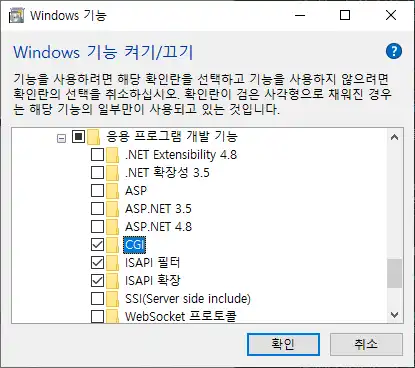 Windows 기능
Windows 기능 켜기/끄기
기능을 사용하려면 해당 확인란을 선택하고 기능을 사용하지 않으려면
확인란의 선택을 취소하십시오. 확인란이 검은 사각형으로 채워진 경우
는 해당 기능의 일부만이 사용되고 있는 것입니다.
응용 프로그램 개발 기능
.NET Extensibility 4.8
.NET 확장성 3.5
ASP
ASP.NET 3.5
ASP.NET 4.8
CGI
ISAPI 필터
ISAPI 확장
SSI(Server side include)
WebSocket 프로토콜
확인
취소